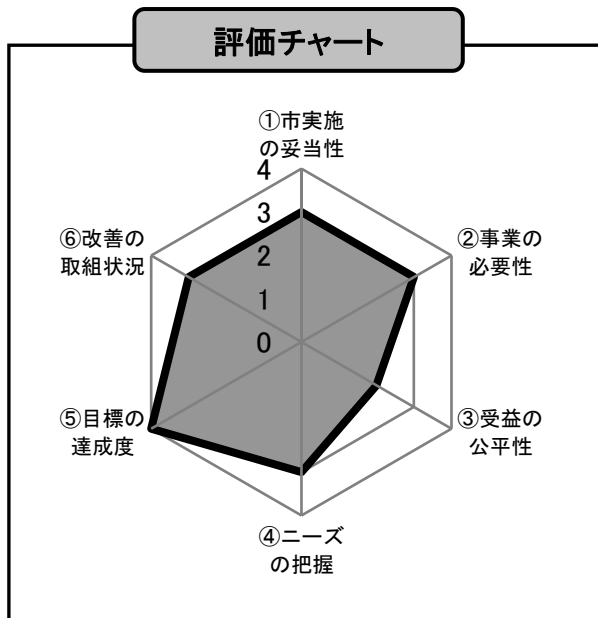 評価チャート
①市実施
の妥当性
4
3
2
1
0
②事業の
必要性
③受益の
公平性
④ニーズ
の把握
⑤目標の
達成度
⑥改善の
取組状況